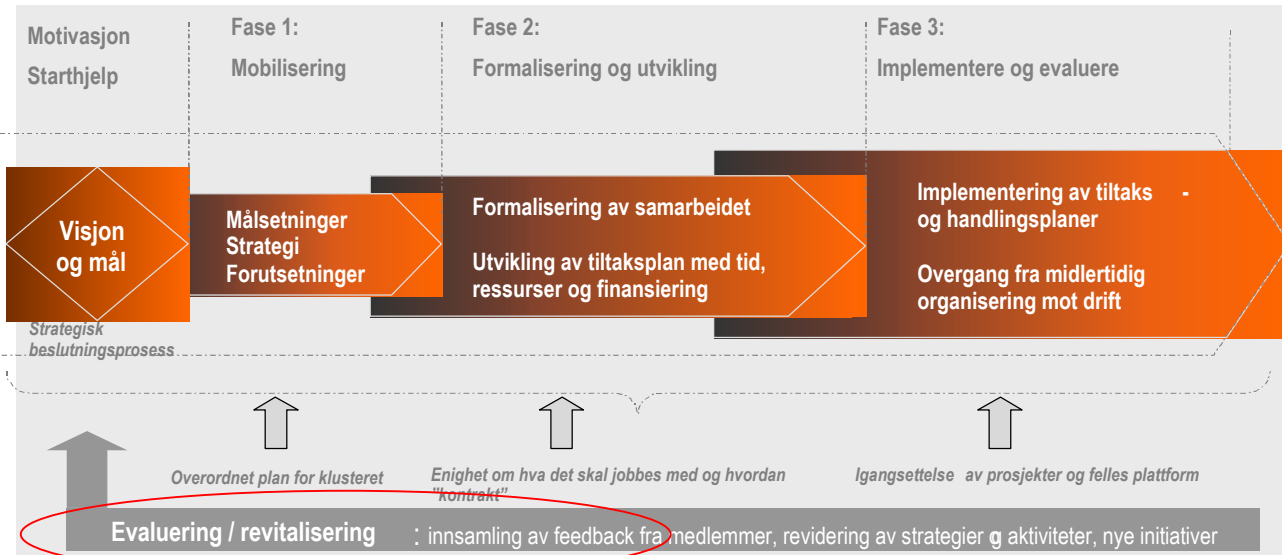 Motivasjon
Starthjelp
Fase 1:
Mobilisering
Fase 2:
Formalisering og utvikling
Fase 3:
Implementere og evaluere
Visjon
og mål
Målsetninger
Strategi
Forutsetninger
Formalisering av samarbeidet
Utvikling av tiltaksplan med tid,
ressurser og finansiering
Implementering av tiltaks -
og handlingsplaner
Overgang fra midlertidig
organisering mot drift
Strategisk
beslutningsprosess
Overordnet plan for klusteret
Enighet om hva det skal jobbes med og hvordan
"kontrakt”
Igangsettelse av prosjekter og felles plattform
Evaluering / revitalisering : innsamling av feedback fra medlemmer, revidering av strategier og aktiviteter, nye initiativer